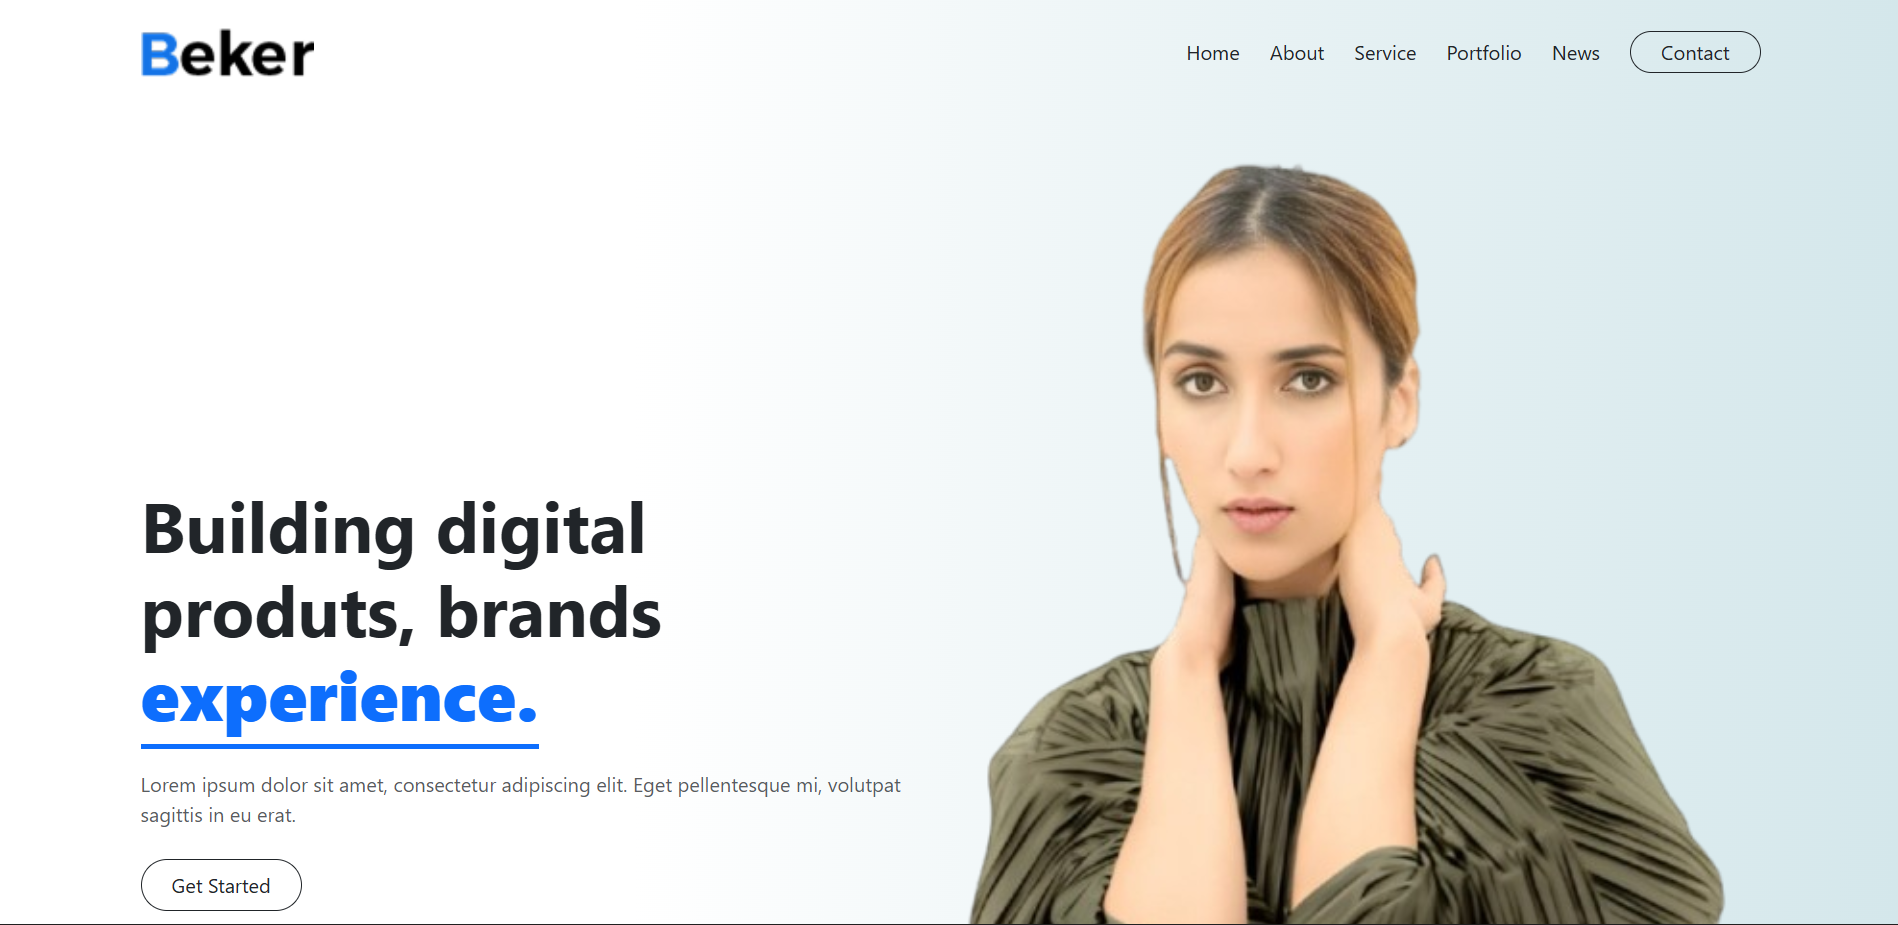 Beker
Home About Service Portfolio News Contact
Building digital
produts, brands
experience.
Lorem ipsum dolor sit amet, consectetur adipiscing elit. Eget pellentesque mi, volutpat
sagittis in eu erat.
Get Started